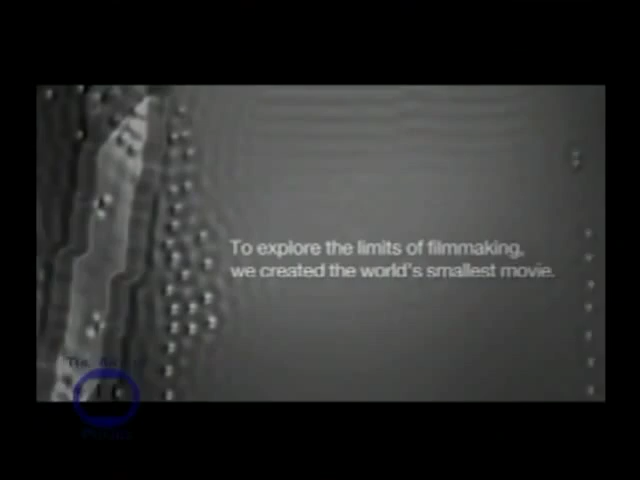 To explore the limits of filmmaking,
we created the world's smallest movie.